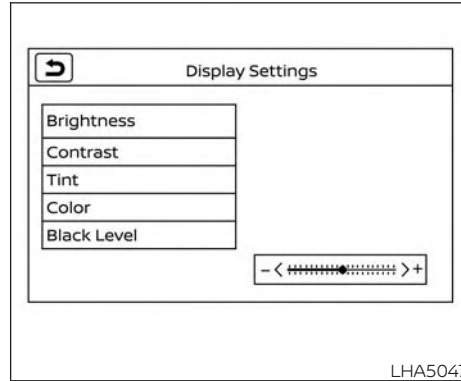 Display Settings
Brightness
Contrast
Tint
Color
Black Level
- < > +